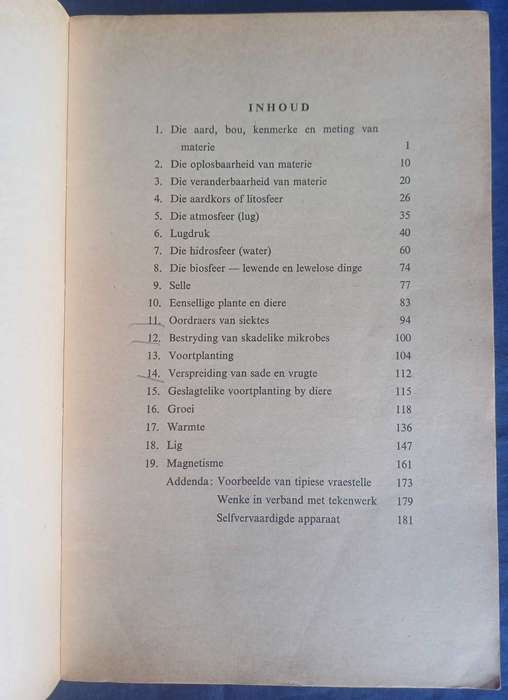 INHOUD
1. Die aard, bou, kenmerke en meting van
materie 1
2. Die oplosbaarheid van materie 10
3. Die veranderbaarheid van materie 20
4. Die aardkors of litosfeer 26
5. Die atmosfeer (lug) 35
6. Lugdruk 40
7. Die hidrosfeer (water) 60
8. Die biosfeer — lewende en lewelose dinge 74
9. Selle 77
10. Eensellige plante en diere 83
11. Oordraers van siektes 94
12. Bestryding van skadelike mikrobes 100
13. Voortplanting 104
14. Verspreiding van sade en vrugte 112
15. Geslagtelike voortplanting by diere 115
16. Groei 118
17. Warmte 136
18. Lig 147
19. Magnetisme 161
Addenda: Voorbeelde van tipiese vraestelle 173
Wenke in verband met tekenwerk 179
Selfvervaardigde apparaat 181